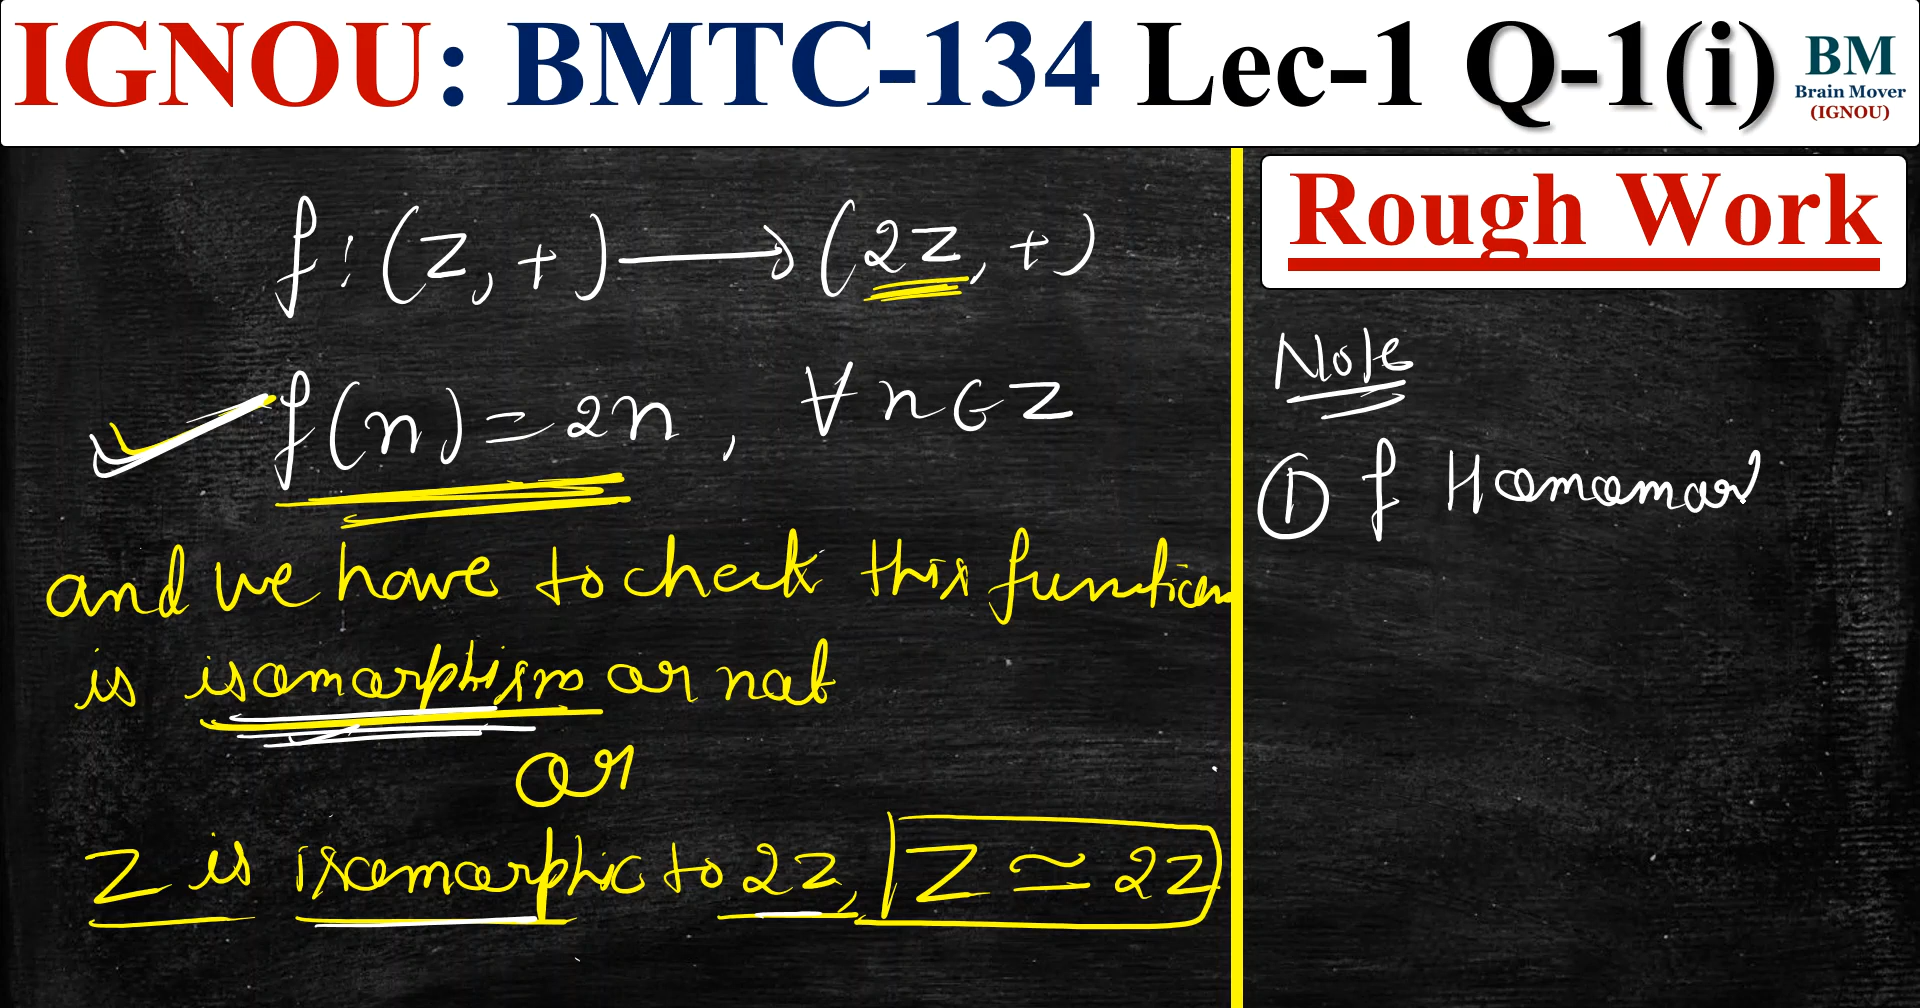 IGNOU: BMTC-134 Lec-1 Q-1(i)
BM
Brain Mover
(IGNOU)
f: (Z, +) → (2Z, +)
f(n) = 2n, ∀ n ∈ Z
and we have to check this function
is isomorphism or not
or
Z is isomorphic to 2Z, Z ≃ 2Z
Rough Work
Note
① f Homomor